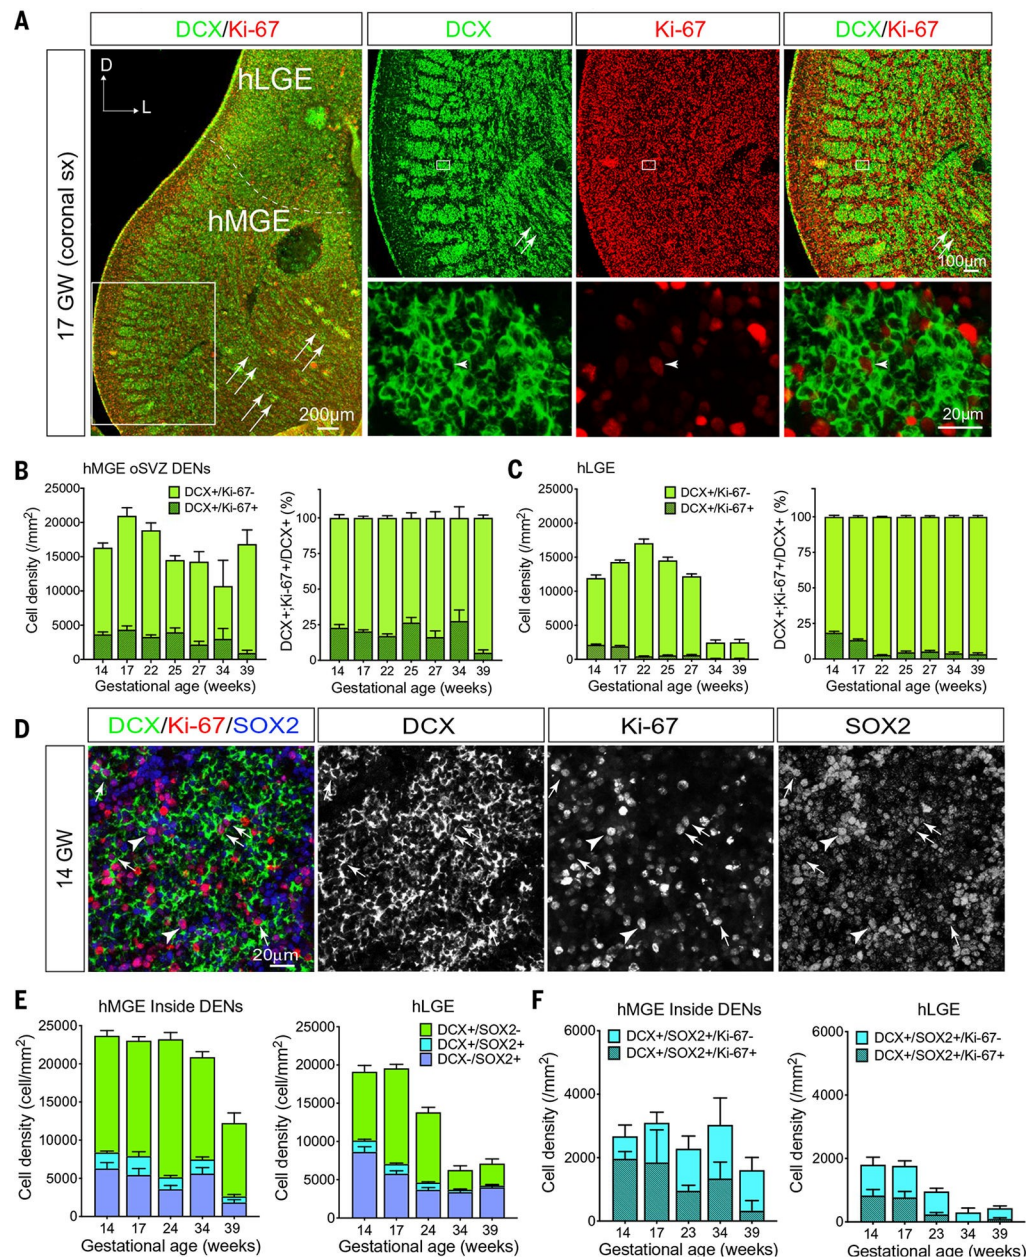 A
DCX/Ki-67
DCX
Ki-67
DCX/Ki-67
17 GW (coronal sx)
D
L
hLGE
hMGE
200µm
100µm
20µm
B
hMGE oSVZ DENs
Cell density (/mm²)
25000
20000
15000
10000
5000
0
DCX+/Ki-67-
DCX+/Ki-67+
14 17 22 25 27 34 39
Gestational age (weeks)
DCX+;Ki-67+/DCX+ (%)
100
75
50
25
0
14 17 22 25 27 34 39
Gestational age (weeks)
C
hLGE
Cell density (/mm²)
25000
20000
15000
10000
5000
0
DCX+/Ki-67-
DCX+/Ki-67+
14 17 22 25 27 34 39
Gestational age (weeks)
DCX+;Ki-67+/DCX+ (%)
100
75
50
25
0
14 17 22 25 27 34 39
Gestational age (weeks)
D
DCX/Ki-67/SOX2
DCX
Ki-67
SOX2
14 GW
20µm
E
hMGE Inside DENs
Cell density (cell/mm²)
25000
20000
15000
10000
5000
0
14 17 24 34 39
Gestational age (weeks)
hLGE
Cell density (cell/mm²)
25000
20000
15000
10000
5000
0
DCX+/SOX2-
DCX+/SOX2+
DCX-/SOX2+
14 17 24 34 39
Gestational age (weeks)
F
hMGE Inside DENs
Cell density (/mm²)
6000
4000
2000
0
DCX+/SOX2+/Ki-67-
DCX+/SOX2+/Ki-67+
14 17 23 34 39
Gestational age (weeks)
hLGE
Cell density (/mm²)
6000
4000
2000
0
DCX+/SOX2+/Ki-67-
DCX+/SOX2+/Ki-67+
14 17 23 34 39
Gestational age (weeks)